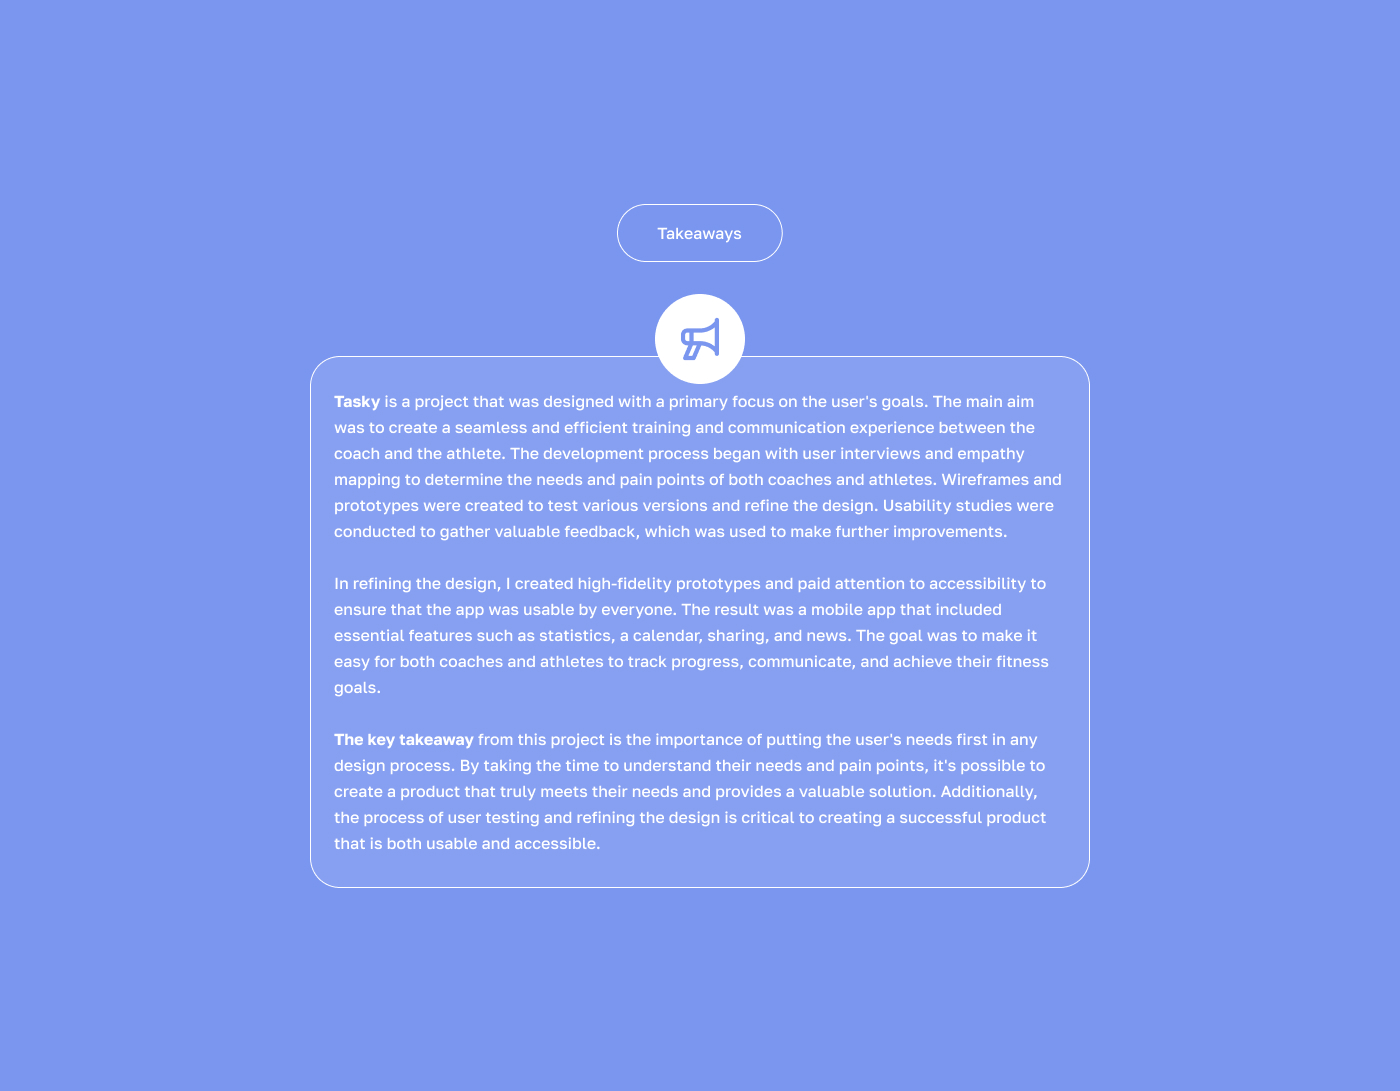 Takeaways
Tasky is a project that was designed with a primary focus on the user's goals. The main aim
was to create a seamless and efficient training and communication experience between the
coach and the athlete. The development process began with user interviews and empathy
mapping to determine the needs and pain points of both coaches and athletes. Wireframes and
prototypes were created to test various versions and refine the design. Usability studies were
conducted to gather valuable feedback, which was used to make further improvements.
In refining the design, I created high-fidelity prototypes and paid attention to accessibility to
ensure that the app was usable by everyone. The result was a mobile app that included
essential features such as statistics, a calendar, sharing, and news. The goal was to make it
easy for both coaches and athletes to track progress, communicate, and achieve their fitness
goals.
The key takeaway from this project is the importance of putting the user's needs first in any
design process. By taking the time to understand their needs and pain points, it's possible to
create a product that truly meets their needs and provides a valuable solution. Additionally,
the process of user testing and refining the design is critical to creating a successful product
that is both usable and accessible.